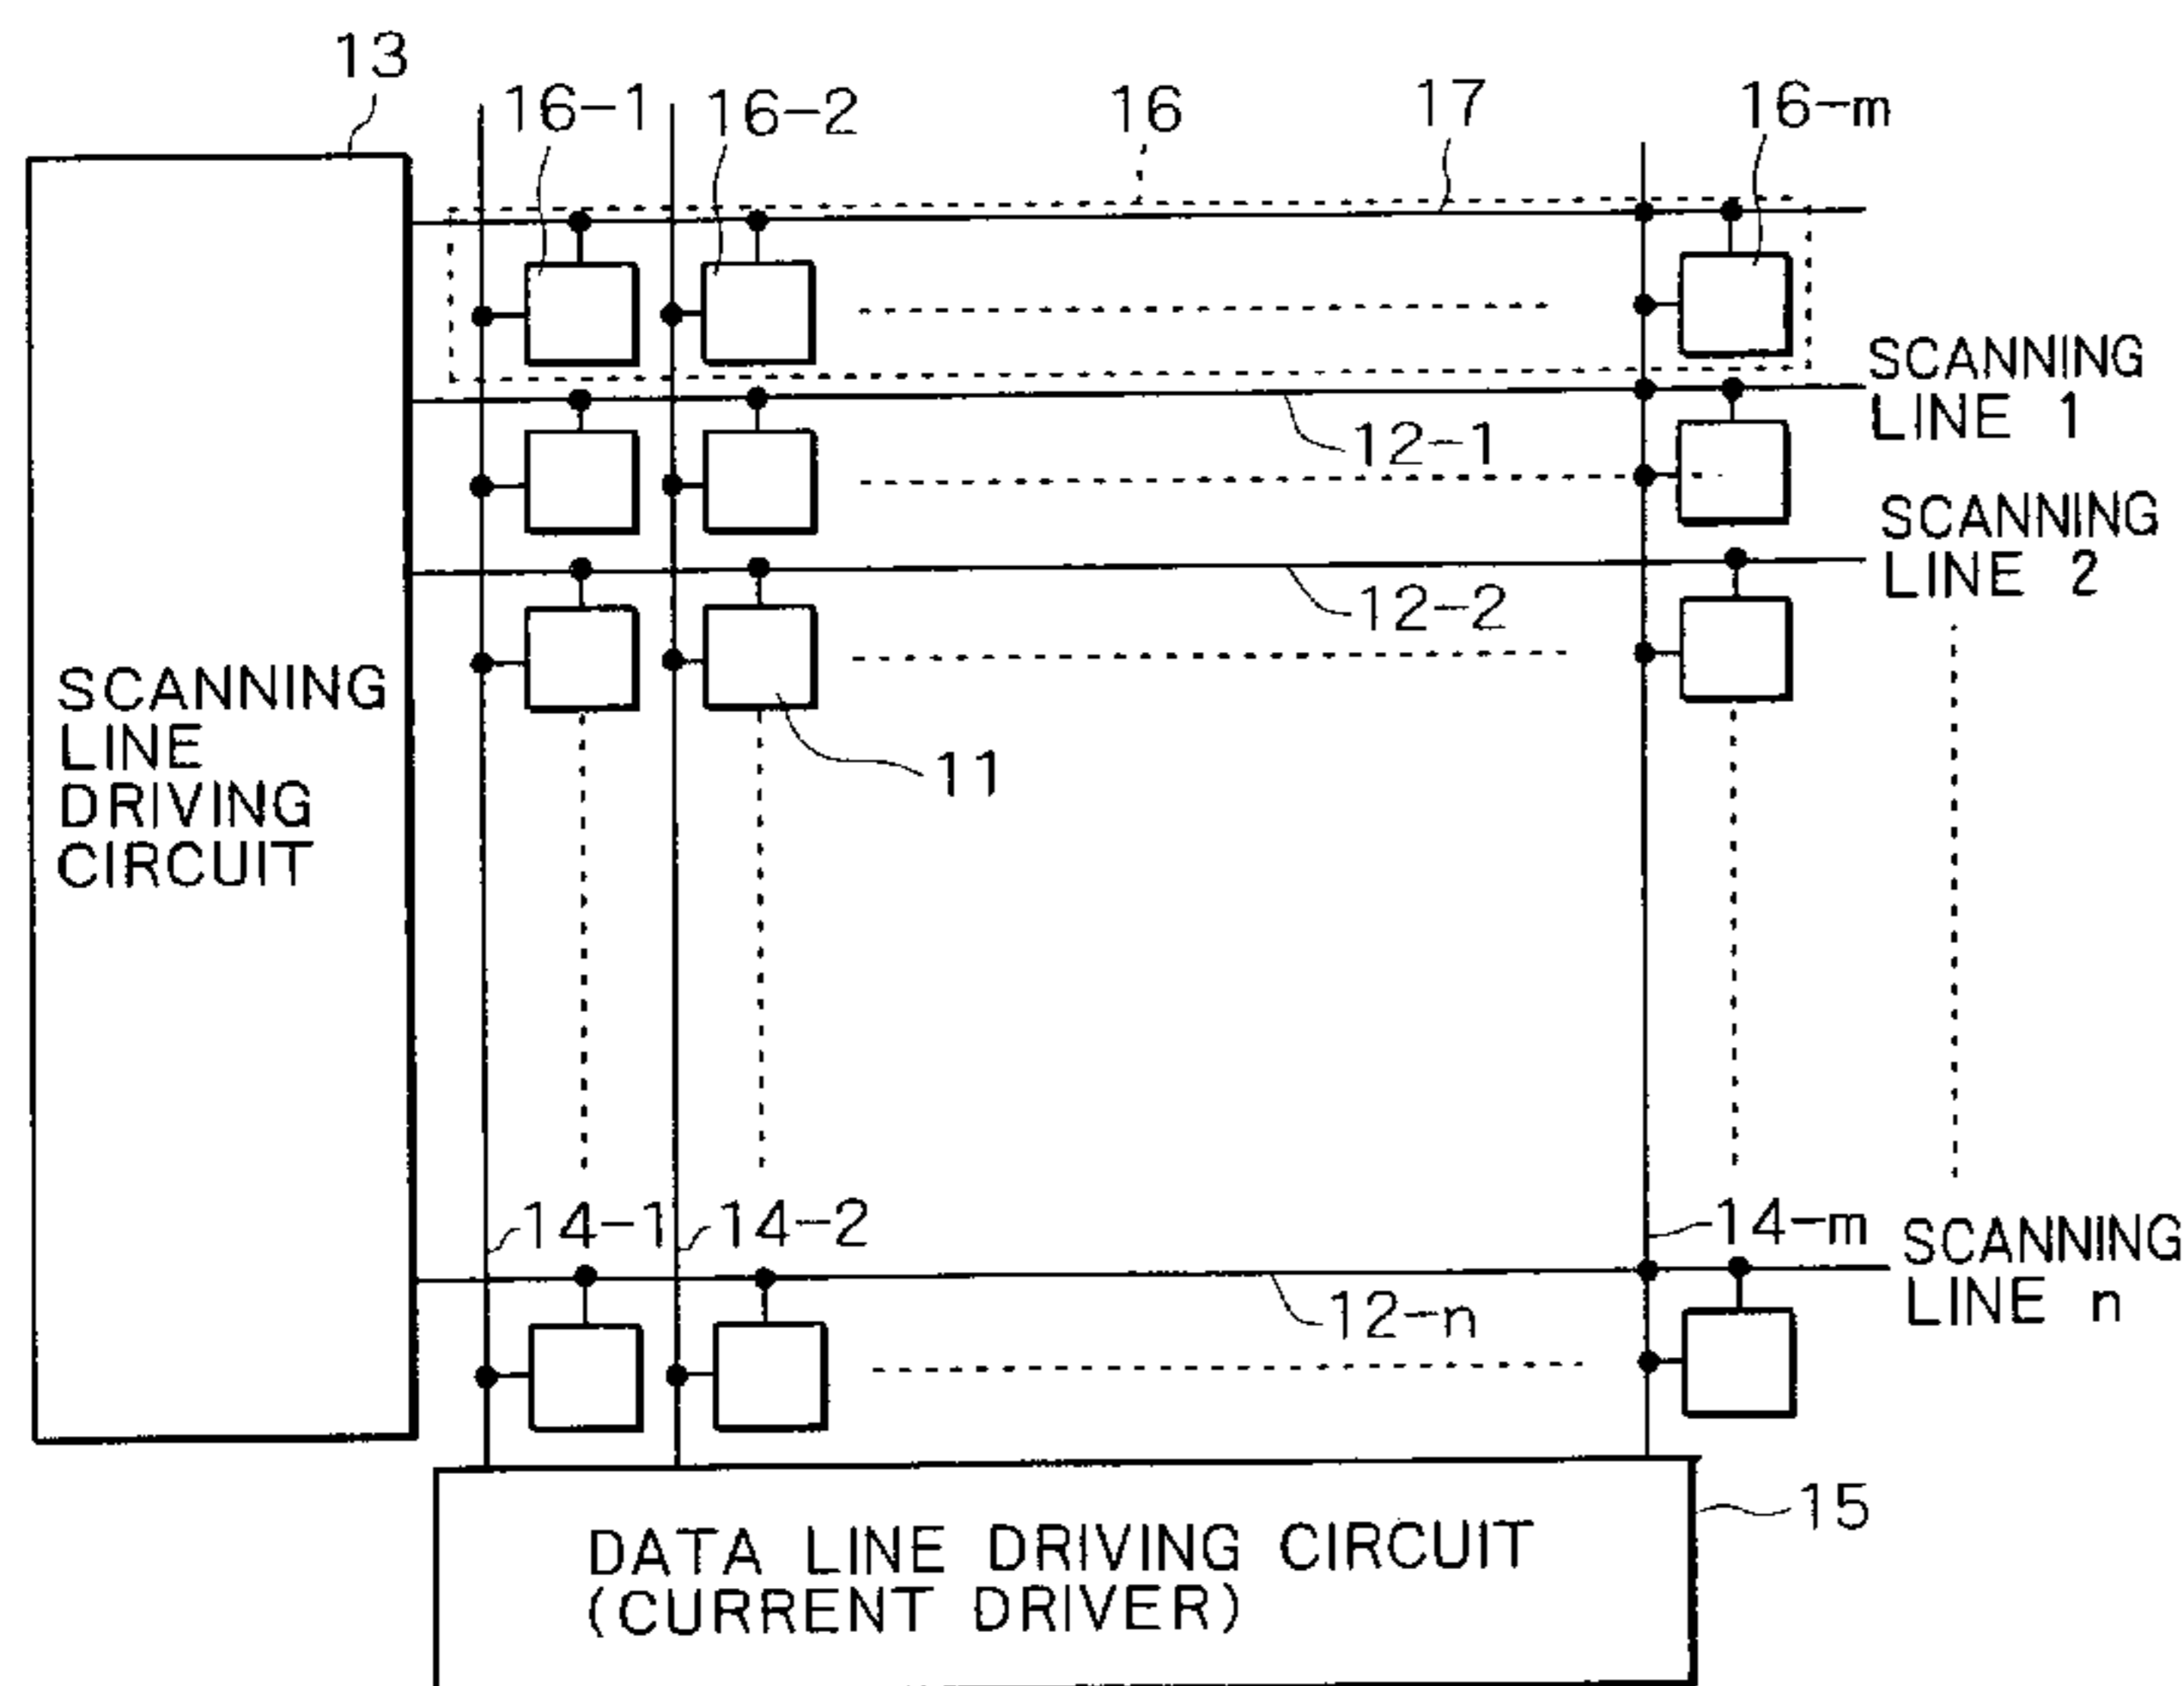 13
16-1
16-2
16
17
16-m
SCANNING
LINE 1
12-1
SCANNING
LINE 2
12-2
SCANNING
LINE
DRIVING
CIRCUIT
11
14-1
14-2
14-m
SCANNING
LINE n
12-n
15
DATA LINE DRIVING CIRCUIT
(CURRENT DRIVER)